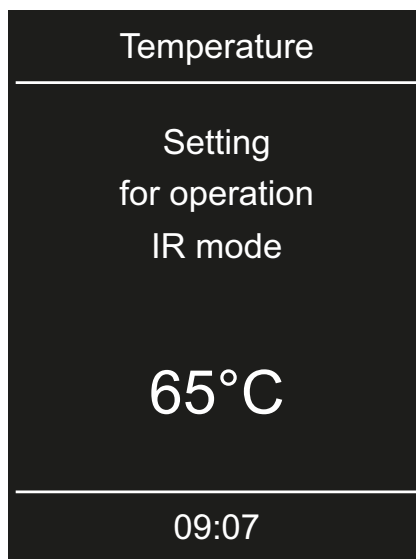 Temperature
Setting
for operation
IR mode
65°C
09:07